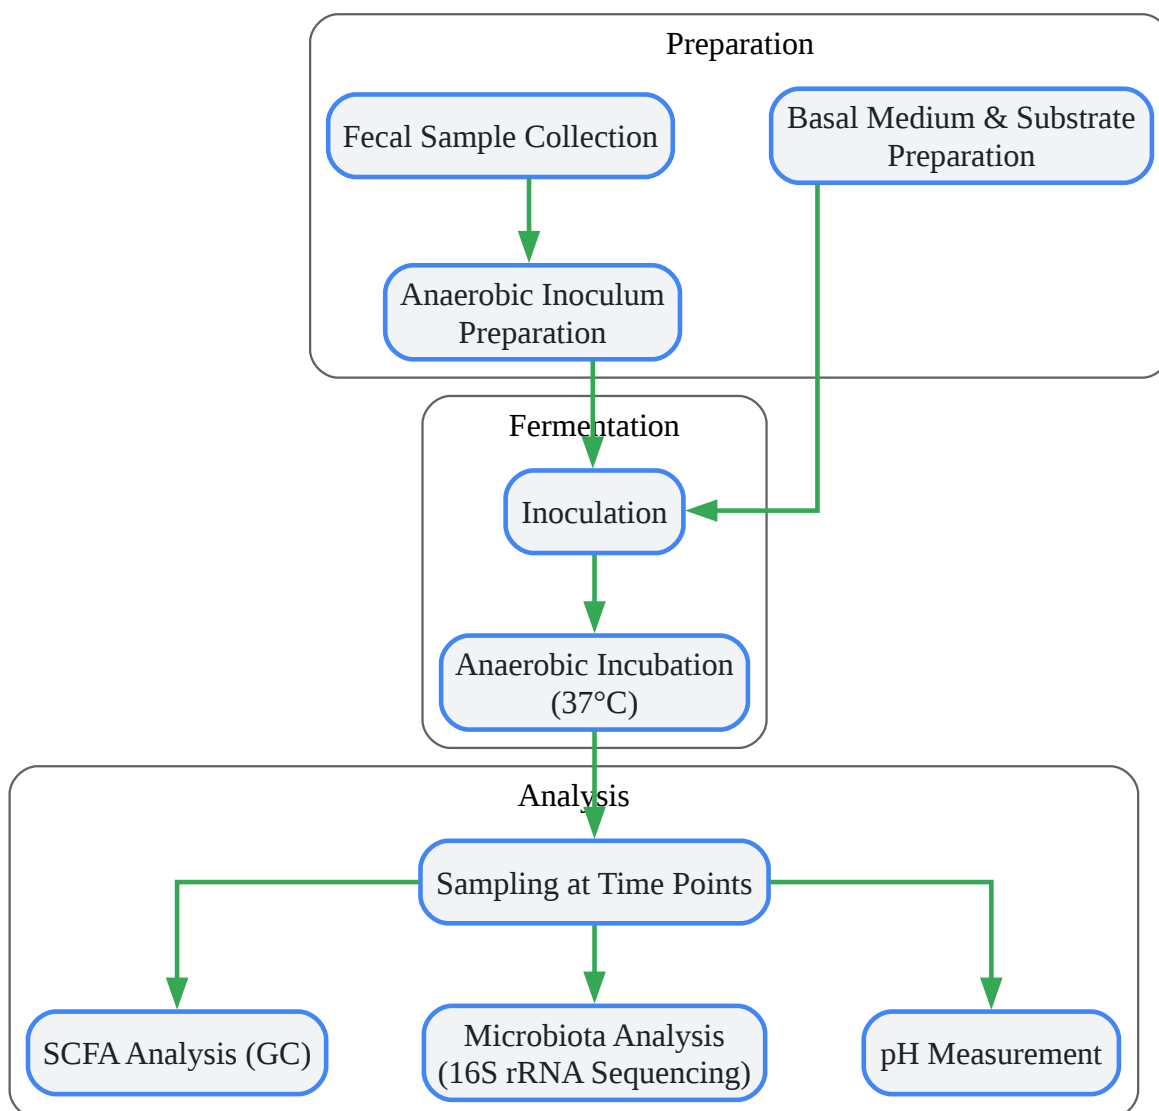 Preparation
Fecal Sample Collection
Basal Medium & Substrate
Preparation
Anaerobic Inoculum
Preparation
Fermentation
Inoculation
Anaerobic Incubation
(37°C)
Analysis
Sampling at Time Points
SCFA Analysis (GC)
Microbiota Analysis
(16S rRNA Sequencing)
pH Measurement